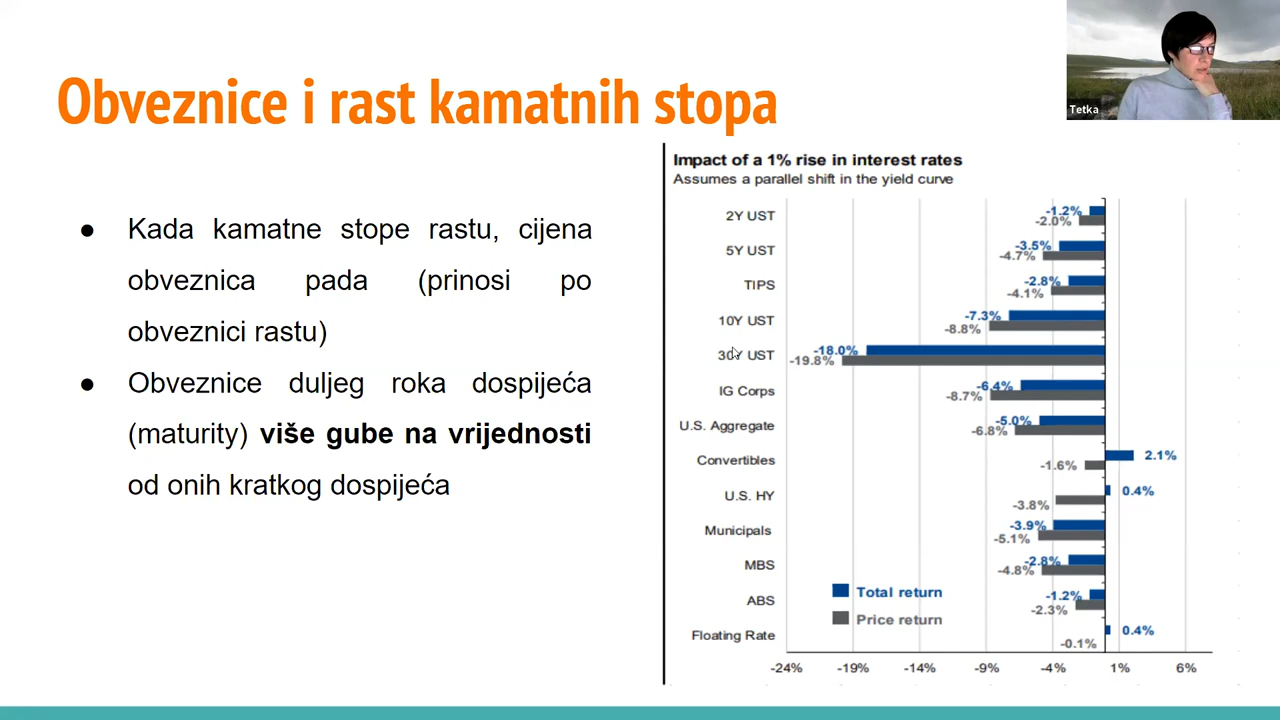 Obveznice i rast kamatnih stopa
Tetka
● Kada kamatne stope rastu, cijena
obveznica pada (prinosi po
obveznici rastu)
● Obveznice duljeg roka dospijeća
(maturity) više gube na vrijednosti
od onih kratkog dospijeća
Impact of a 1% rise in interest rates
Assumes a parallel shift in the yield curve
2Y UST -1.2% -2.0%
5Y UST -3.5% -4.7%
TIPS -2.8% -4.1%
10Y UST -7.3% -8.8%
30Y UST -18.0% -19.8%
IG Corps -6.4% -8.7%
U.S. Aggregate -5.0% -6.8%
Convertibles 2.1% -1.6%
U.S. HY 0.4% -3.8%
Municipals -3.9% -5.1%
MBS -2.8% -4.8%
ABS -1.2% -2.3%
Floating Rate 0.4% -0.1%
Total return
Price return
-24% -19% -14% -9% -4% 1% 6%